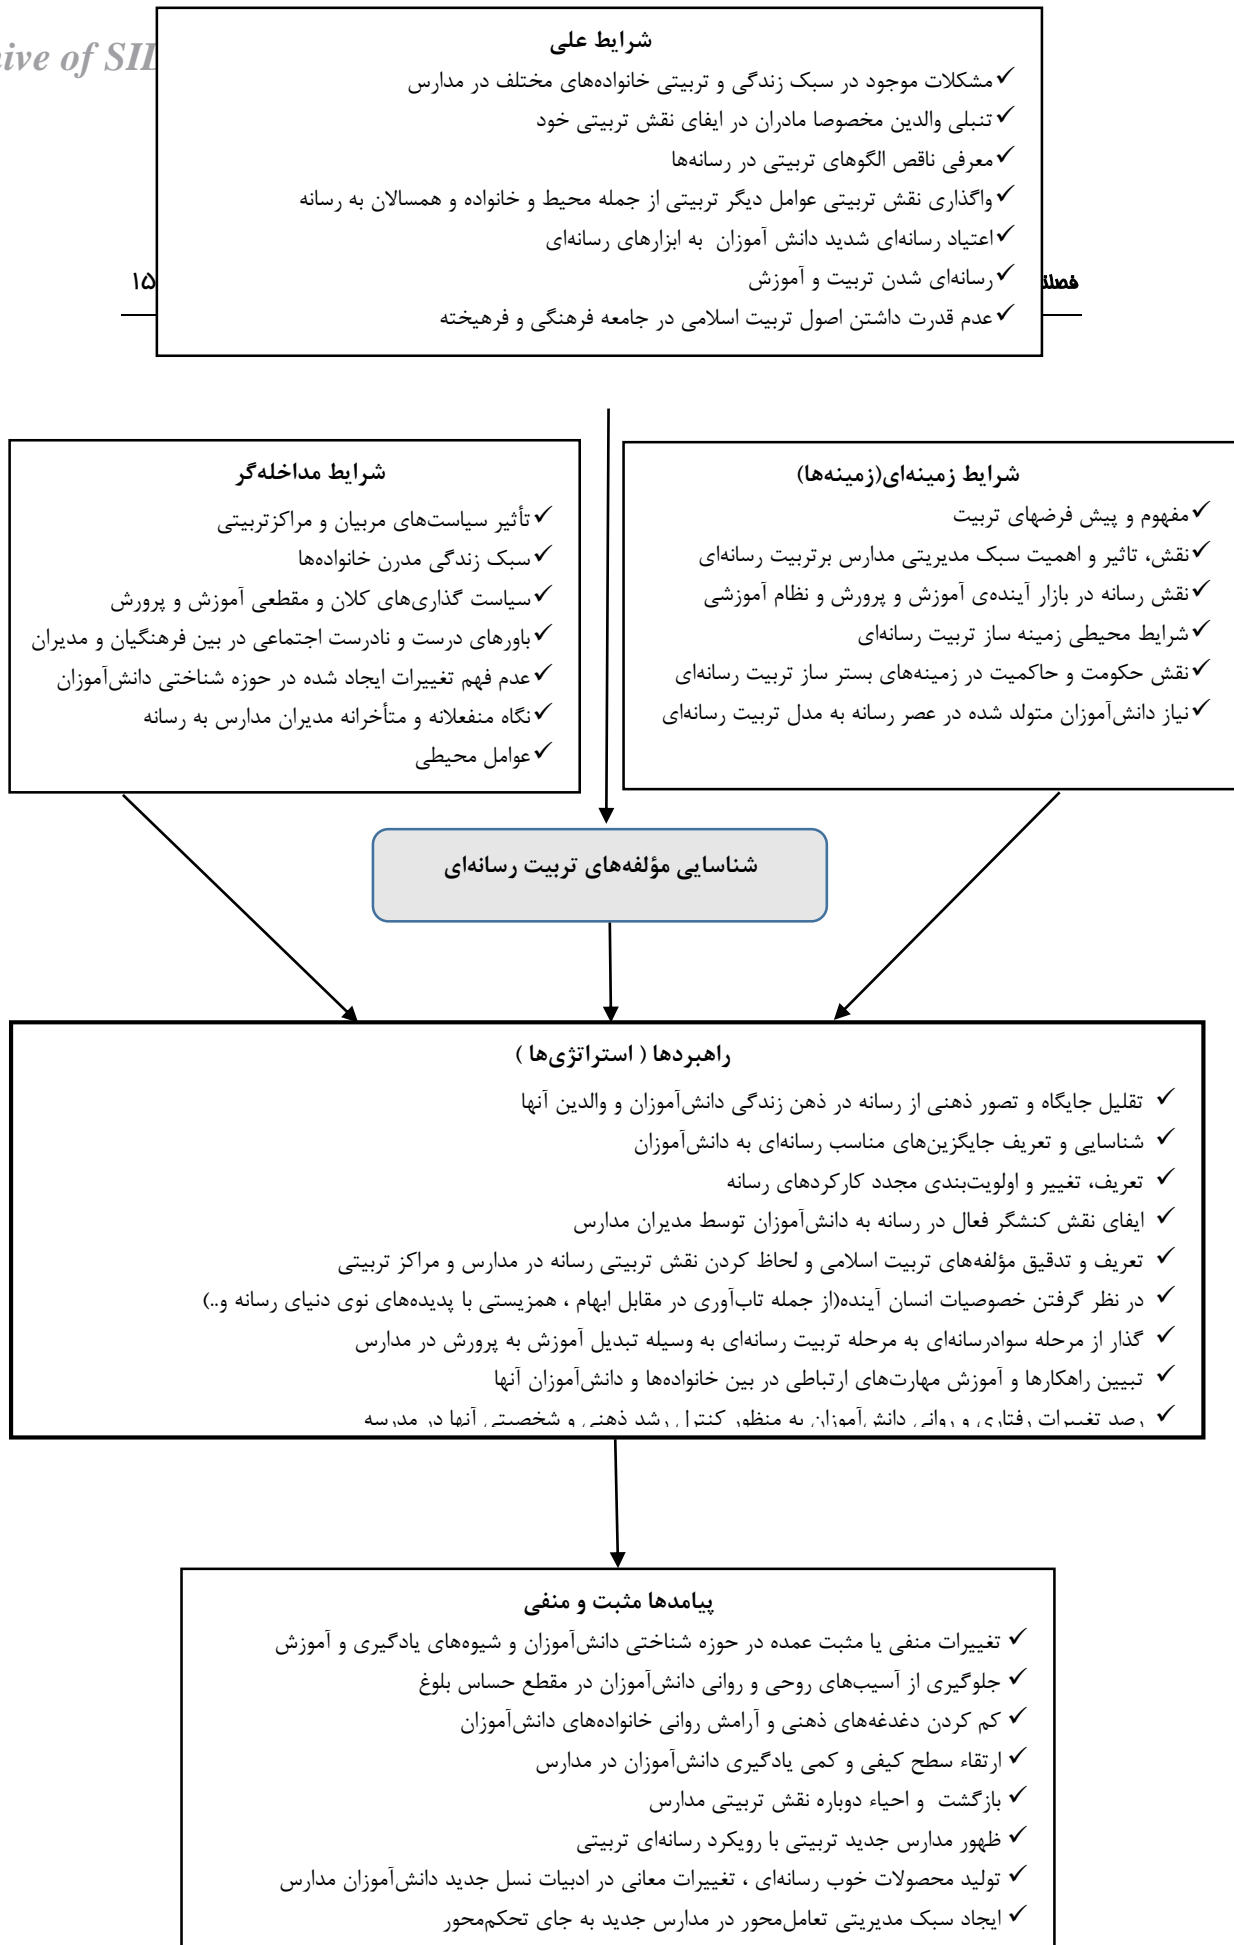 شرایط علی
ive of SII
✓مشکلات موجود در سبک زندگی و تربیتی خانواده‌های مختلف در مدارس
✓تنبلی والدین مخصوصا مادران در ایفای نقش تربیتی خود
✓معرفی ناقص الگوهای تربیتی در رسانه‌ها
✓واگذاری نقش تربیتی عوامل دیگر تربیتی از جمله محیط و خانواده و همسالان به رسانه
✓اعتیاد رسانه‌ای شدید دانش آموزان به ابزارهای رسانه‌ای
✓رسانه‌ای شدن تربیت و آموزش
فصلن
۱۵
✓عدم قدرت داشتن اصول تربیت اسلامی در جامعه فرهنگی و فرهیخته
شرایط زمینه‌ای(زمینه‌ها)
✓مفهوم و پیش فرضهای تربیت
✓نقش، تاثیر و اهمیت سبک مدیریتی مدارس برتربیت رسانه‌ای
✓نقش رسانه در بازار آینده‌ی آموزش و پرورش و نظام آموزشی
✓شرایط محیطی زمینه ساز تربیت رسانه‌ای
✓نقش حکومت و حاکمیت در زمینه‌های بستر ساز تربیت رسانه‌ای
✓نیاز دانش‌آموزان متولد شده در عصر رسانه به مدل تربیت رسانه‌ای
شرایط مداخله‌گر
✓تأثیر سیاست‌های مربیان و مراکزتربیتی
✓سبک زندگی مدرن خانواده‌ها
✓سیاست گذاری‌های کلان و مقطعی آموزش و پرورش
✓باورهای درست و نادرست اجتماعی در بین فرهنگیان و مدیران
✓عدم فهم تغییرات ایجاد شده در حوزه شناختی دانش‌آموزان
✓نگاه منفعلانه و متأخرانه مدیران مدارس به رسانه
✓عوامل محیطی
شناسایی مؤلفه‌های تربیت رسانه‌ای
راهبردها ( استراتژی‌ها )
✓ تقلیل جایگاه و تصور ذهنی از رسانه در ذهن زندگی دانش‌آموزان و والدین آنها
✓ شناسایی و تعریف جایگزین‌های مناسب رسانه‌ای به دانش‌آموزان
✓ تعریف، تغییر و اولویت‌بندی مجدد کارکردهای رسانه
✓ ایفای نقش کنشگر فعال در رسانه به دانش‌آموزان توسط مدیران مدارس
✓ تعریف و تدقیق مؤلفه‌های تربیت اسلامی و لحاظ کردن نقش تربیتی رسانه در مدارس و مراکز تربیتی
✓ در نظر گرفتن خصوصیات انسان آینده(از جمله تاب‌آوری در مقابل ابهام ، همزیستی با پدیده‌های نوی دنیای رسانه و..)
✓ گذار از مرحله سوادرسانه‌ای به مرحله تربیت رسانه‌ای به وسیله تبدیل آموزش به پرورش در مدارس
✓ تبیین راهکارها و آموزش مهارت‌های ارتباطی در بین خانواده‌ها و دانش‌آموزان آنها
✓ رصد تغییرات رفتاری و روانی دانش‌آموزان به منظور کنترل رشد ذهنی و شخصیتی آنها در مدرسه
پیامدها مثبت و منفی
✓ تغییرات منفی یا مثبت عمده در حوزه شناختی دانش‌آموزان و شیوه‌های یادگیری و آموزش
✓ جلوگیری از آسیب‌های روحی و روانی دانش‌آموزان در مقطع حساس بلوغ
✓ کم کردن دغدغه‌های ذهنی و آرامش روانی خانواده‌های دانش‌آموزان
✓ ارتقاء سطح کیفی و کمی یادگیری دانش‌آموزان در مدارس
✓ بازگشت و احیاء دوباره نقش تربیتی مدارس
✓ ظهور مدارس جدید تربیتی با رویکرد رسانه‌ای تربیتی
✓ تولید محصولات خوب رسانه‌ای ، تغییرات معانی در ادبیات نسل جدید دانش‌آموزان مدارس
✓ ایجاد سبک مدیریتی تعامل‌محور در مدارس جدید به جای تحکم‌محور